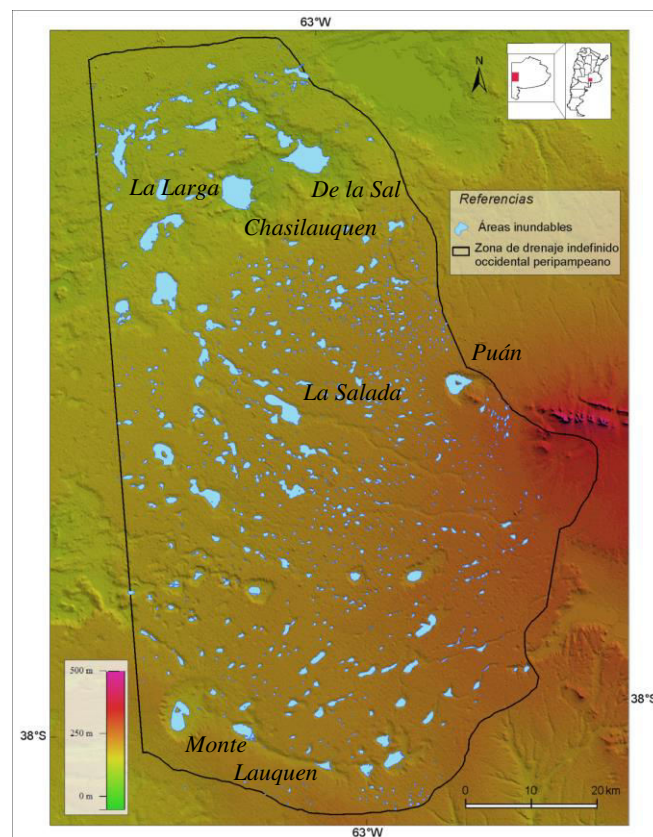 63°W
N
La Larga
De la Sal
Chasilauquen
Referencias
Áreas inundables
Zona de drenaje indefinido
occidental peripampeano
Puán
La Salada
500 m
250 m
0 m
38°S
38°S
Monte
Lauquen
0
10
20 km
63°W